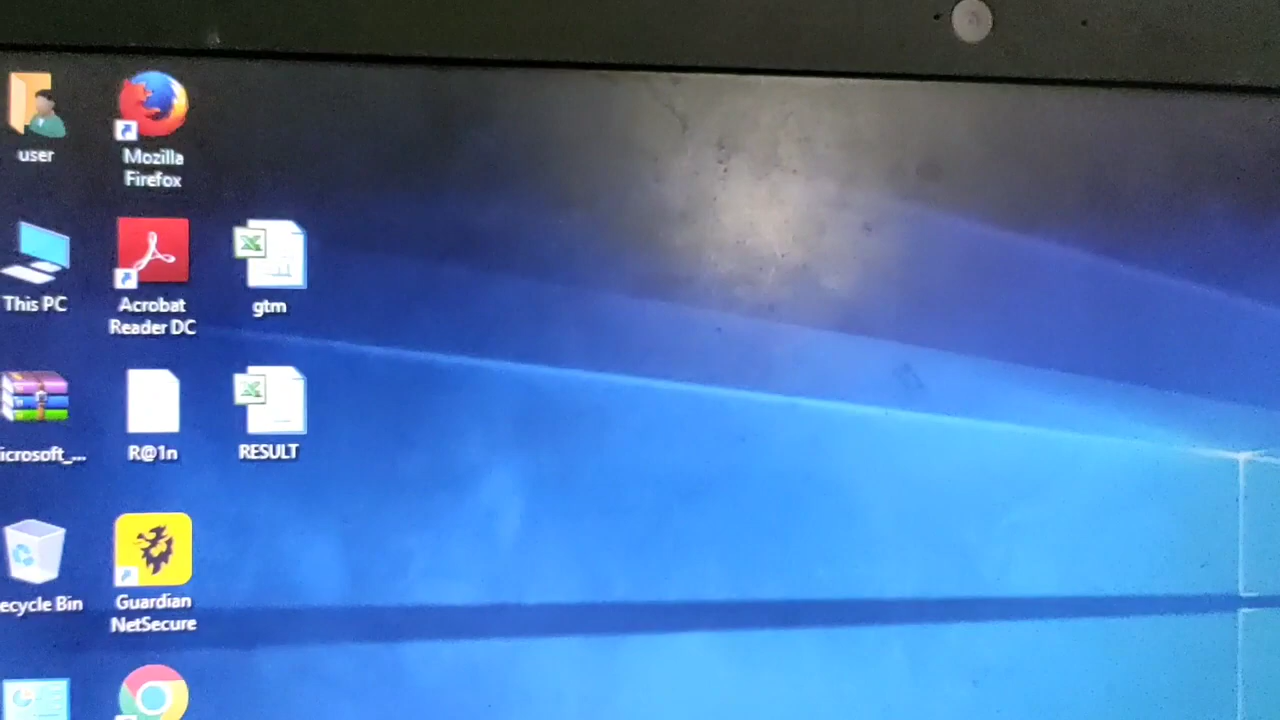 user
Mozilla
Firefox
This PC
Acrobat
Reader DC
gtm
icrosoft_...
R@1n
RESULT
ecycle Bin
Guardian
NetSecure